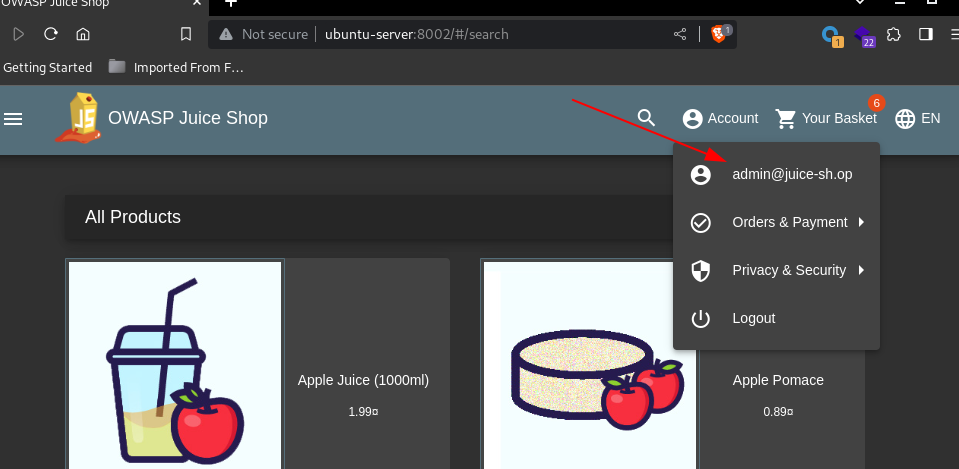 OWASP Juice Shop
Not secure ubuntu-server:8002/#/search 1 1 22
Getting Started Imported From F...
JS OWASP Juice Shop Account 6 Your Basket EN
admin@juice-sh.op
Orders & Payment
Privacy & Security
Logout
All Products
Apple Juice (1000ml)
1.99¤
Apple Pomace
0.89¤